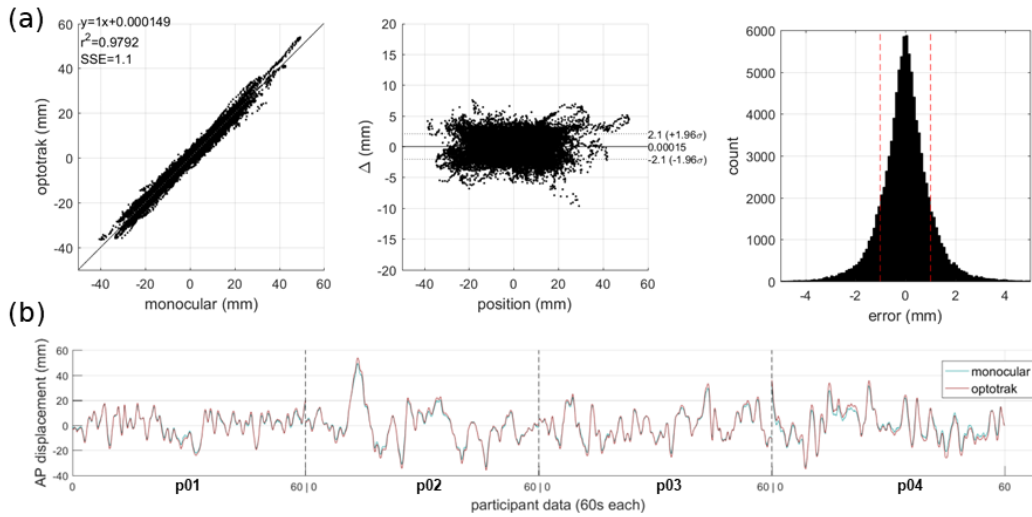 (a)
y=1x+0.000149
r²=0.9792
SSE=1.1
60
40
20
0
-20
-40
optotrak (mm)
-40 -20 0 20 40 60
monocular (mm)
20
15
10
5
0
-5
-10
-15
-20
Δ (mm)
2.1 (+1.96σ)
0.00015
-2.1 (-1.96σ)
-40 -20 0 20 40 60
position (mm)
6000
5000
4000
3000
2000
1000
0
count
-4 -2 0 2 4
error (mm)
(b)
60
40
20
0
-20
-40
AP displacement (mm)
monocular
optotrak
0 p01 60 | 0 p02 60 | 0 p03 60 | 0 p04 60
participant data (60s each)